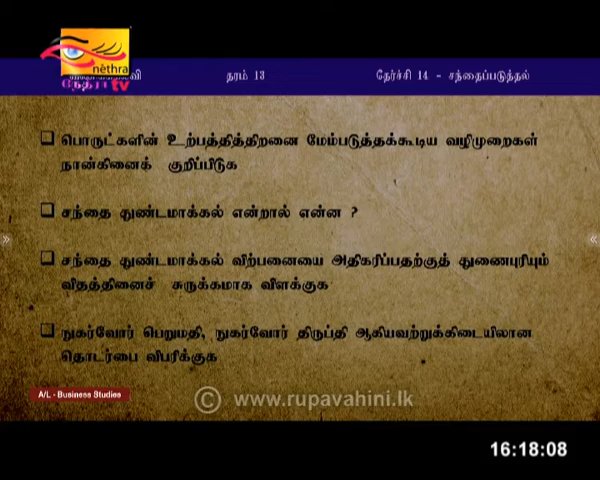 nethra
நேத்ரா tv
தரம் 13
தேர்ச்சி 14 - சந்தைப்படுத்தல்
பொருட்களின் உற்பத்தித்திறனை மேம்படுத்தக்கூடிய வழிமுறைகள்
நான்கினைக் குறிப்பிடுக
சந்தை துண்டமாக்கல் என்றால் என்ன ?
சந்தை துண்டமாக்கல் விற்பனையை அதிகரிப்பதற்குத் துணைபுரியும்
விதத்தினைச் சுருக்கமாக விளக்குக
நுகர்வோர் பெறுமதி, நுகர்வோர் திருப்தி ஆகியவற்றுக்கிடையிலான
தொடர்பை விபரிக்குக
A/L - Business Studies
© www.rupavahini.lk
16:18:08